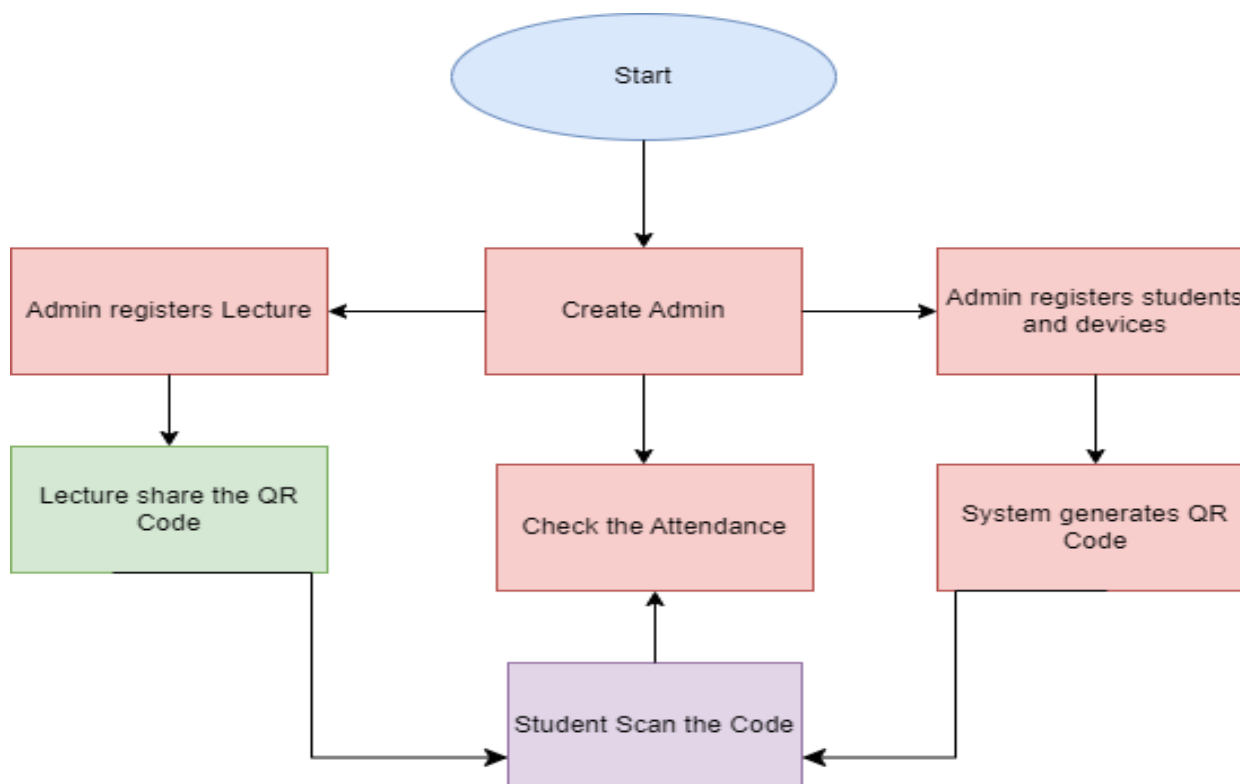 Start
Admin registers Lecture
Create Admin
Admin registers students
and devices
Lecture share the QR
Code
Check the Attendance
System generates QR
Code
Student Scan the Code